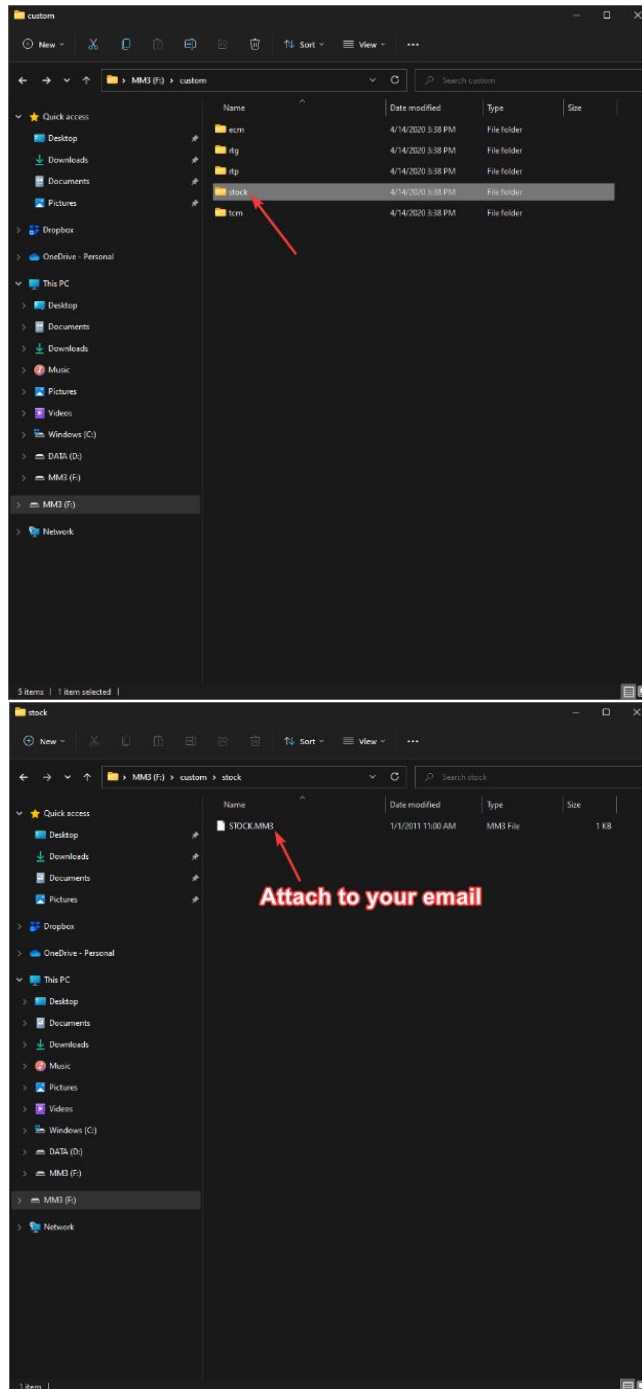 custom
New
Sort
View
MM3 (F:) › custom
Search custom
Name Date modified Type Size
Quick access
Desktop
Downloads
Documents
Pictures
Dropbox
OneDrive - Personal
This PC
Desktop
Documents
Downloads
Music
Pictures
Videos
Windows (C:)
DATA (D:)
MM3 (F:)
MM3 (F:)
Network
ecm 4/14/2020 3:38 PM File folder
rtg 4/14/2020 3:38 PM File folder
rtp 4/14/2020 3:38 PM File folder
stock 4/14/2020 3:38 PM File folder
tcm 4/14/2020 3:38 PM File folder
5 items | 1 item selected |
stock
New
Sort
View
MM3 (F:) › custom › stock
Search stock
Name Date modified Type Size
Quick access
Desktop
Downloads
Documents
Pictures
Dropbox
OneDrive - Personal
This PC
Desktop
Documents
Downloads
Music
Pictures
Videos
Windows (C:)
DATA (D:)
MM3 (F:)
MM3 (F:)
Network
STOCK.MM3 1/1/2011 11:00 AM MM3 File 1 KB
Attach to your email
1 item |